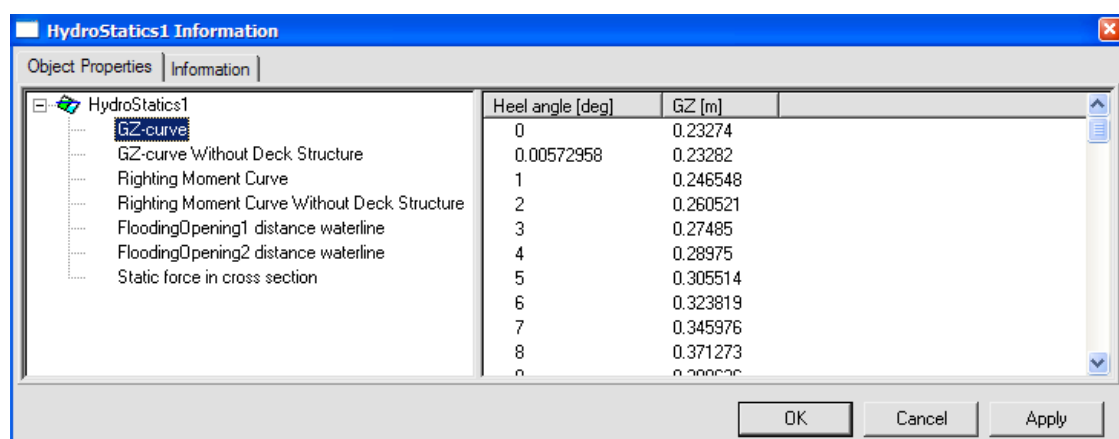 HydroStatics1 Information
Object Properties
Information
HydroStatics1
GZ-curve
GZ-curve Without Deck Structure
Righting Moment Curve
Righting Moment Curve Without Deck Structure
FloodingOpening1 distance waterline
FloodingOpening2 distance waterline
Static force in cross section
Heel angle [deg] GZ [m]
0 0.23274
0.00572958 0.23282
1 0.246548
2 0.260521
3 0.27485
4 0.28975
5 0.305514
6 0.323819
7 0.345976
8 0.371273
OK Cancel Apply